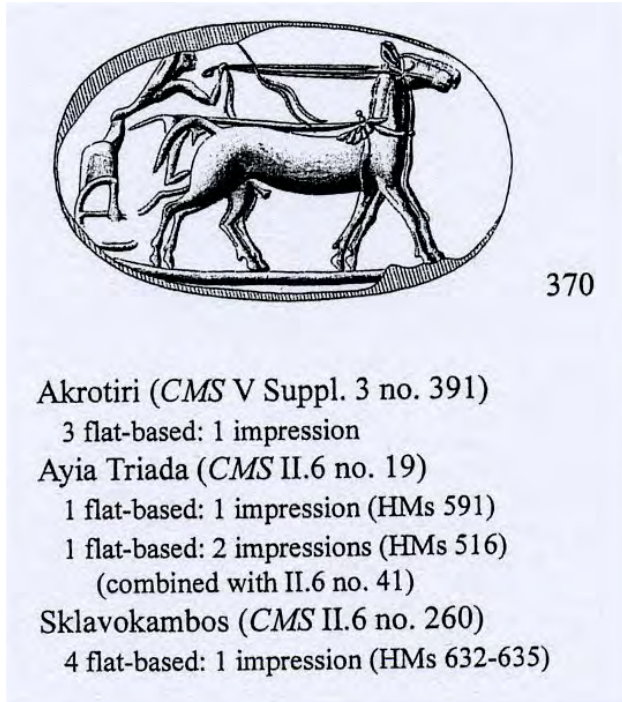 370
Akrotiri (CMS V Suppl. 3 no. 391)
3 flat-based: 1 impression
Ayia Triada (CMS II.6 no. 19)
1 flat-based: 1 impression (HMs 591)
1 flat-based: 2 impressions (HMs 516)
(combined with II.6 no. 41)
Sklavokambos (CMS II.6 no. 260)
4 flat-based: 1 impression (HMs 632-635)